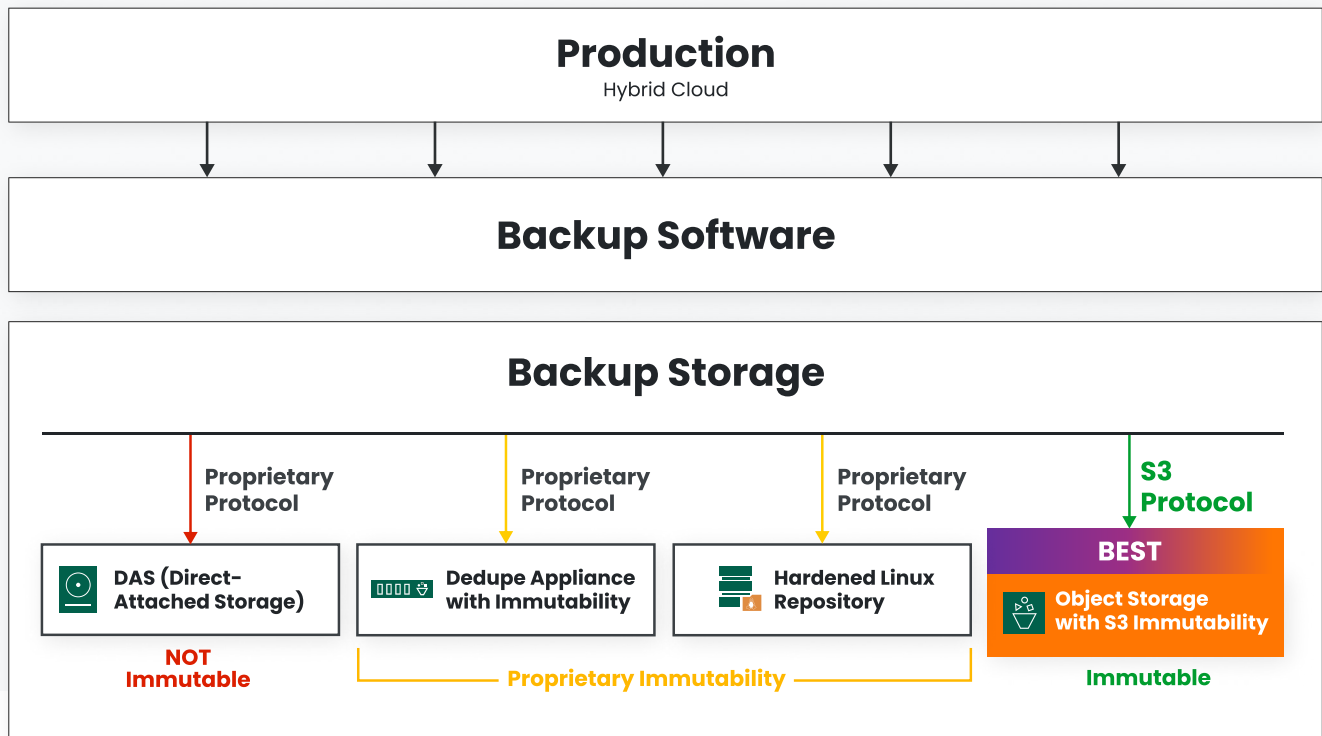 Production
Hybrid Cloud
Backup Software
Backup Storage
Proprietary
Protocol
Proprietary
Protocol
Proprietary
Protocol
S3
Protocol
DAS (Direct-
Attached Storage)
Dedupe Appliance
with Immutability
Hardened Linux
Repository
BEST
Object Storage
with S3 Immutability
NOT
Immutable
Proprietary Immutability
Immutable